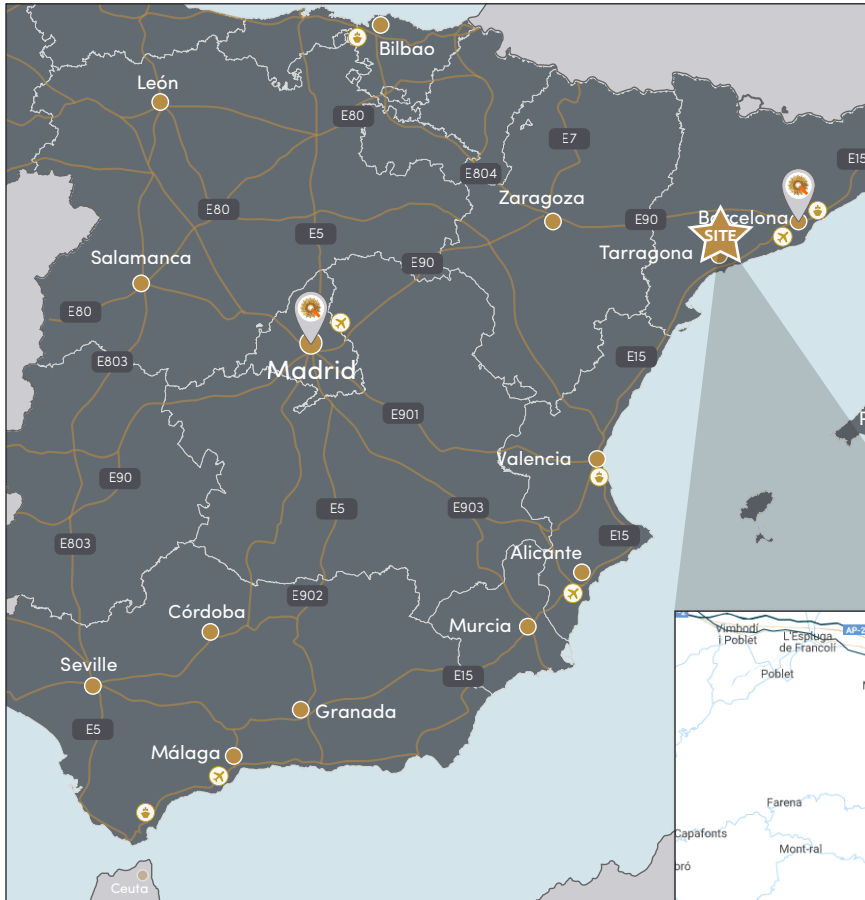 Bilbao
León
E80
E7
E15
E804
Zaragoza
E80
E90
Barcelona
E5
SITE
Tarragona
Salamanca
E90
E80
E803
E15
Madrid
E901
Valencia
E90
E5
E903
E803
E15
Alicante
E902
Córdoba
Murcia
Seville
E15
E5
Granada
Málaga
Ceuta
Vimbodí
i Poblet
AP-2
L'Espluga
de Francolí
Poblet
Farena
Capafonts
Mont-ral